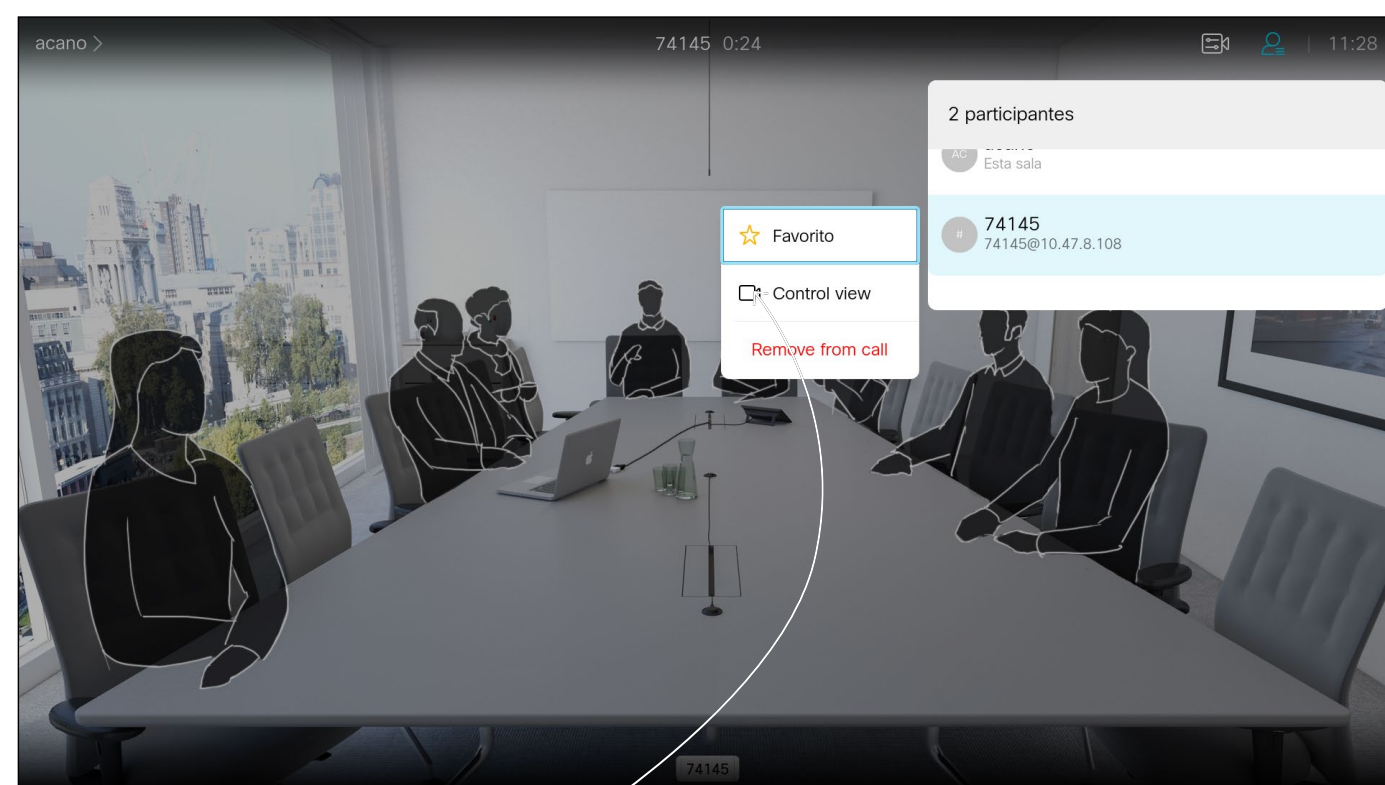 acano
74145 0:24
11:28
2 participantes
AC
Esta sala
#
74145
74145@10.47.8.108
Favorito
Control view
Remove from call
74145